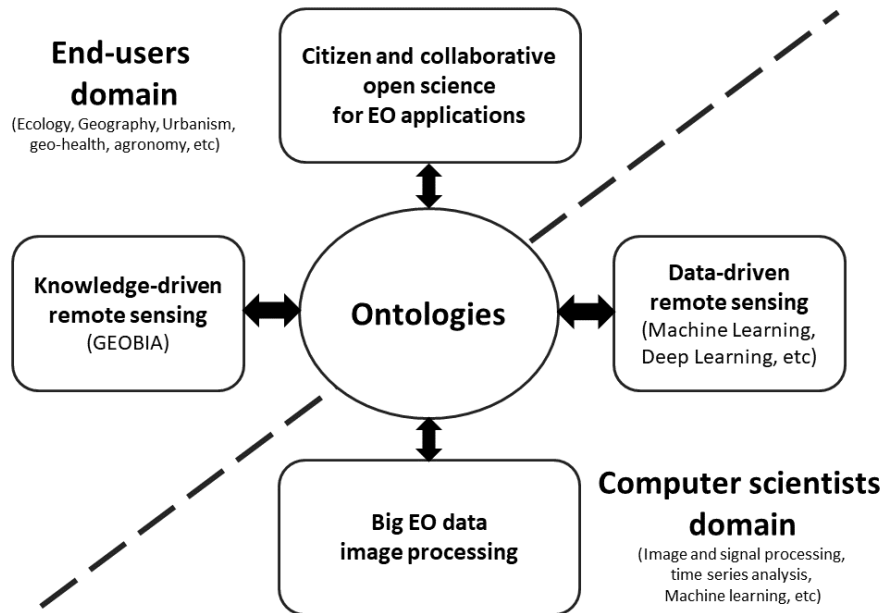 End-users
domain
(Ecology, Geography, Urbanism,
geo-health, agronomy, etc)
Citizen and collaborative
open science
for EO applications
Knowledge-driven
remote sensing
(GEOBIA)
Ontologies
Data-driven
remote sensing
(Machine Learning,
Deep Learning, etc)
Big EO data
image processing
Computer scientists
domain
(Image and signal processing,
time series analysis,
Machine learning, etc)